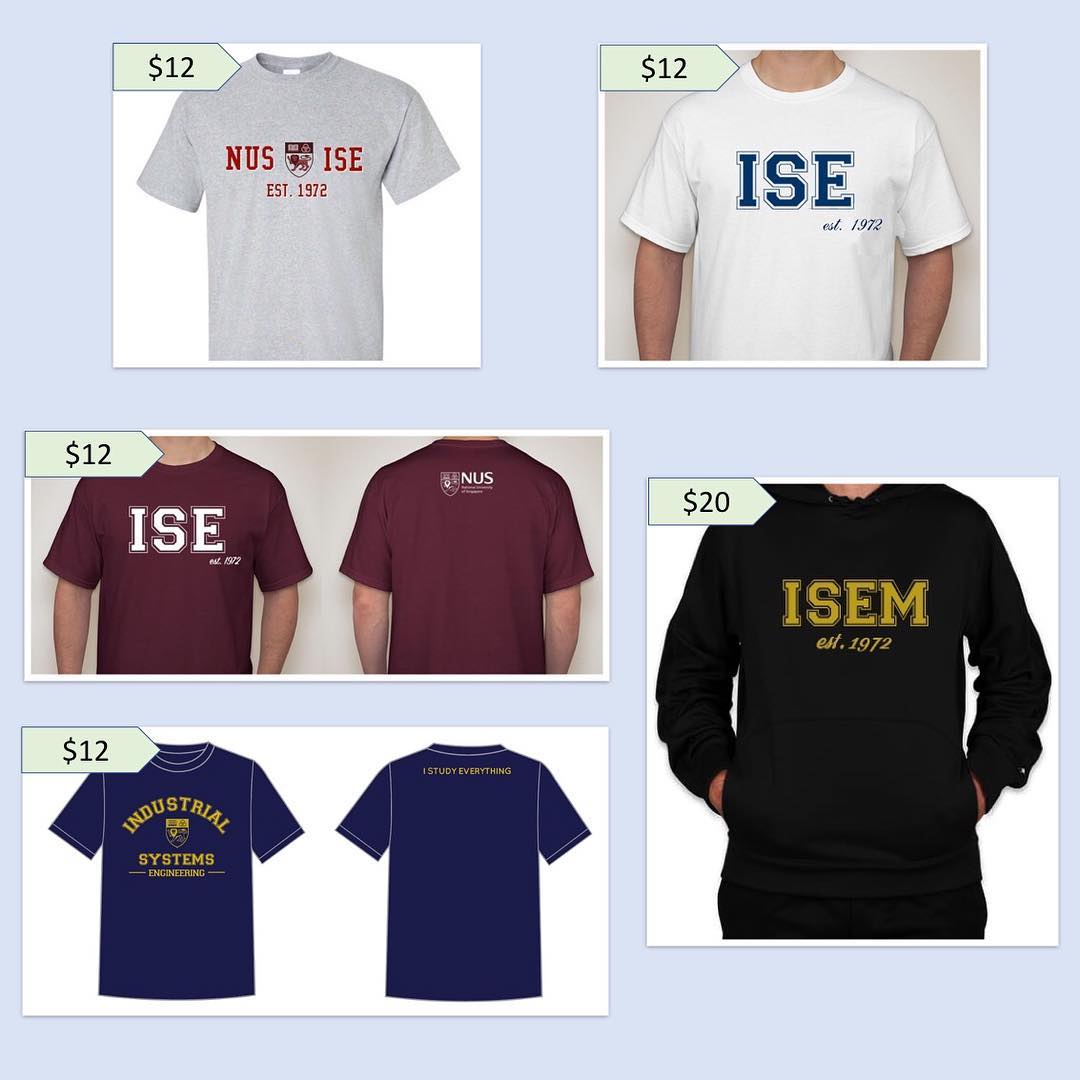 $12
NUS ISE
EST. 1972
$12
ISE
est. 1972
$12
ISE
est. 1972
NUS
National University
of Singapore
$20
ISEM
est. 1972
$12
INDUSTRIAL
SYSTEMS
ENGINEERING
I STUDY EVERYTHING